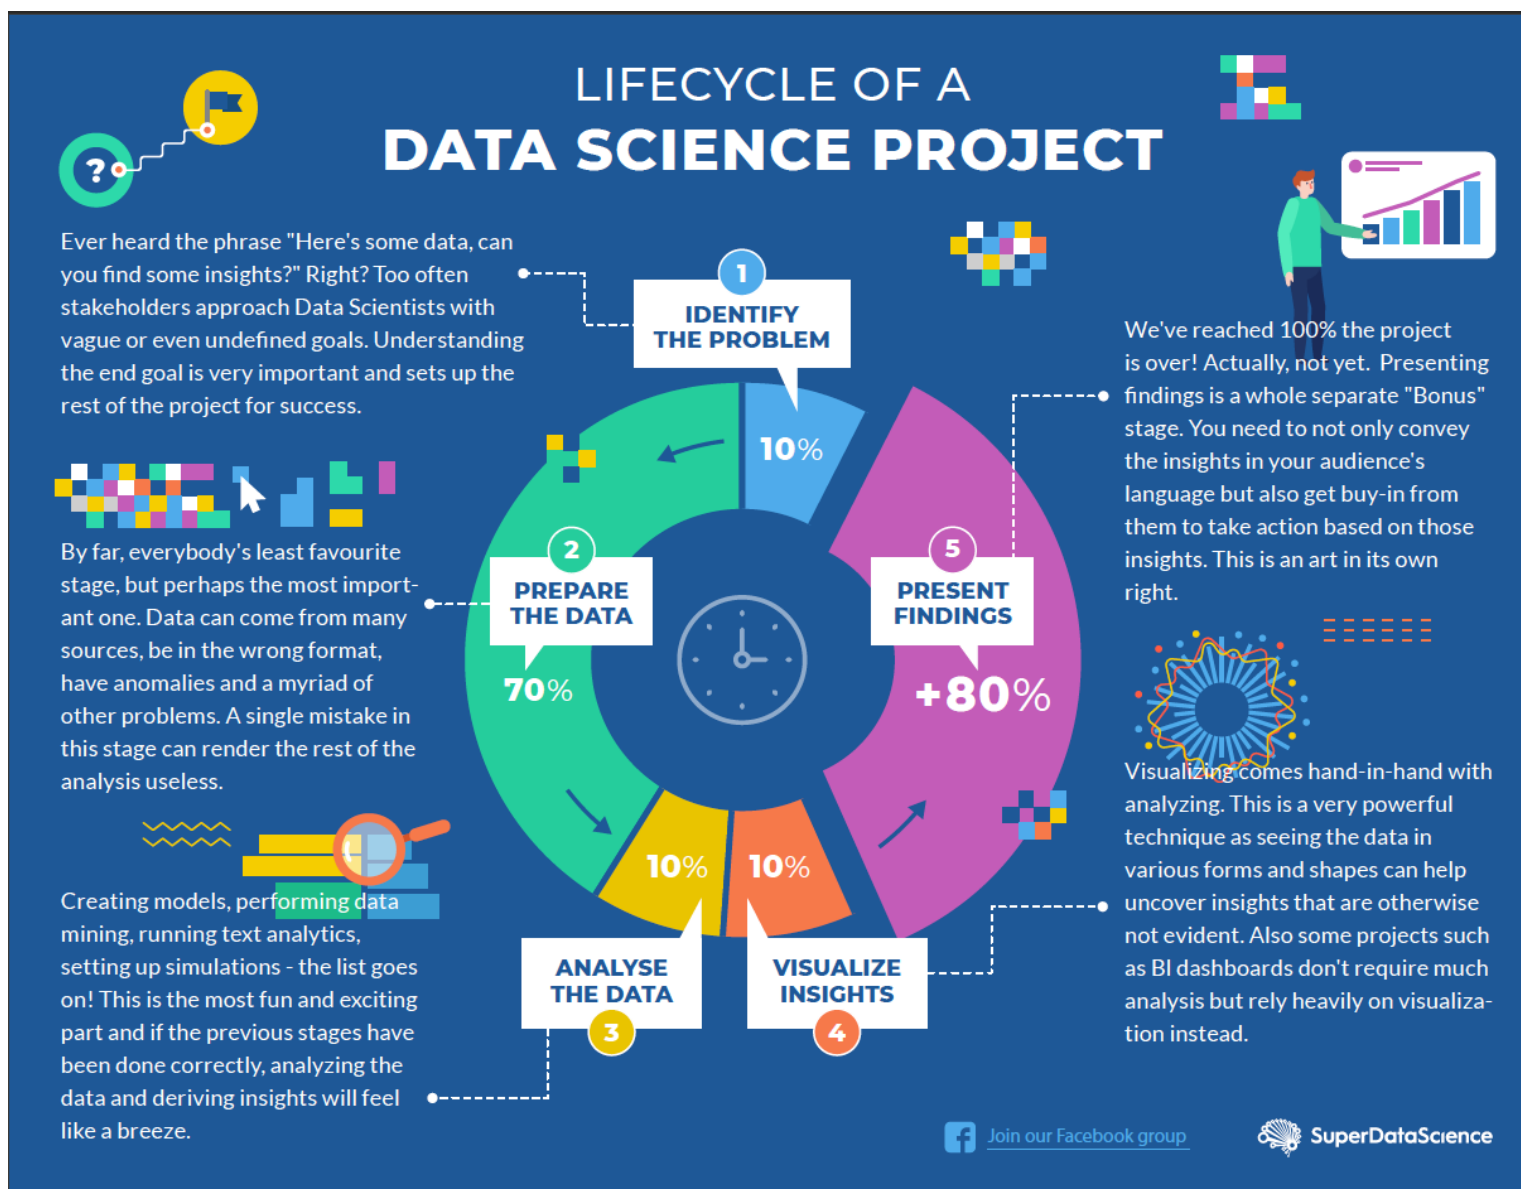 LIFECYCLE OF A
DATA SCIENCE PROJECT
?
Ever heard the phrase "Here's some data, can
you find some insights?" Right? Too often
stakeholders approach Data Scientists with
vague or even undefined goals. Understanding
the end goal is very important and sets up the
rest of the project for success.
1
IDENTIFY
THE PROBLEM
10%
By far, everybody's least favourite
stage, but perhaps the most import-
ant one. Data can come from many
sources, be in the wrong format,
have anomalies and a myriad of
other problems. A single mistake in
this stage can render the rest of the
analysis useless.
2
PREPARE
THE DATA
70%
Creating models, performing data
mining, running text analytics,
setting up simulations - the list goes
on! This is the most fun and exciting
part and if the previous stages have
been done correctly, analyzing the
data and deriving insights will feel
like a breeze.
10%
ANALYSE
THE DATA
3
10%
VISUALIZE
INSIGHTS
4
Visualizing comes hand-in-hand with
analyzing. This is a very powerful
technique as seeing the data in
various forms and shapes can help
uncover insights that are otherwise
not evident. Also some projects such
as BI dashboards don't require much
analysis but rely heavily on visualiza-
tion instead.
5
PRESENT
FINDINGS
+80%
We've reached 100% the project
is over! Actually, not yet. Presenting
findings is a whole separate "Bonus"
stage. You need to not only convey
the insights in your audience's
language but also get buy-in from
them to take action based on those
insights. This is an art in its own
right.
Join our Facebook group
SuperDataScience